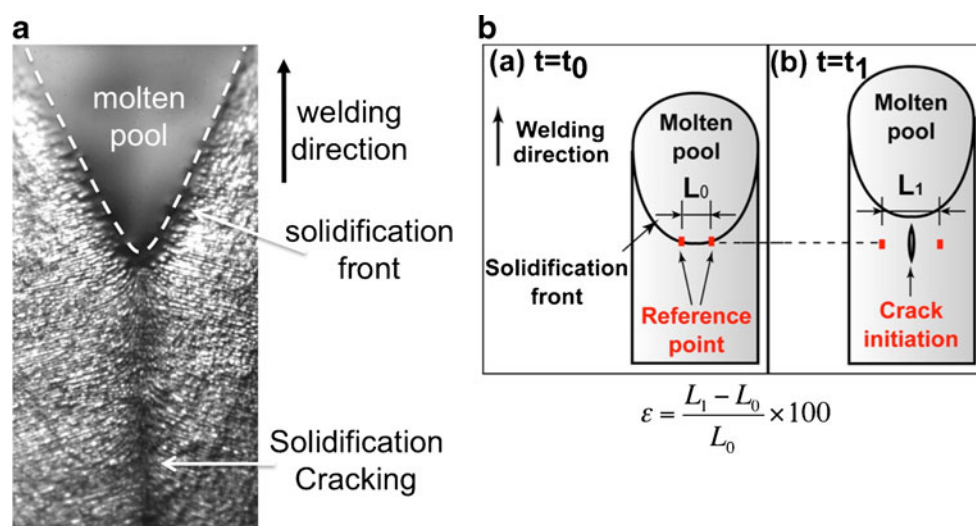 a
molten
pool
welding
direction
solidification
front
Solidification
Cracking
b
(a) t=t0
Welding
direction
Molten
pool
L0
Solidification
front
Reference
point
(b) t=t1
Molten
pool
L1
Crack
initiation
ε = (L1 − L0) / L0 × 100